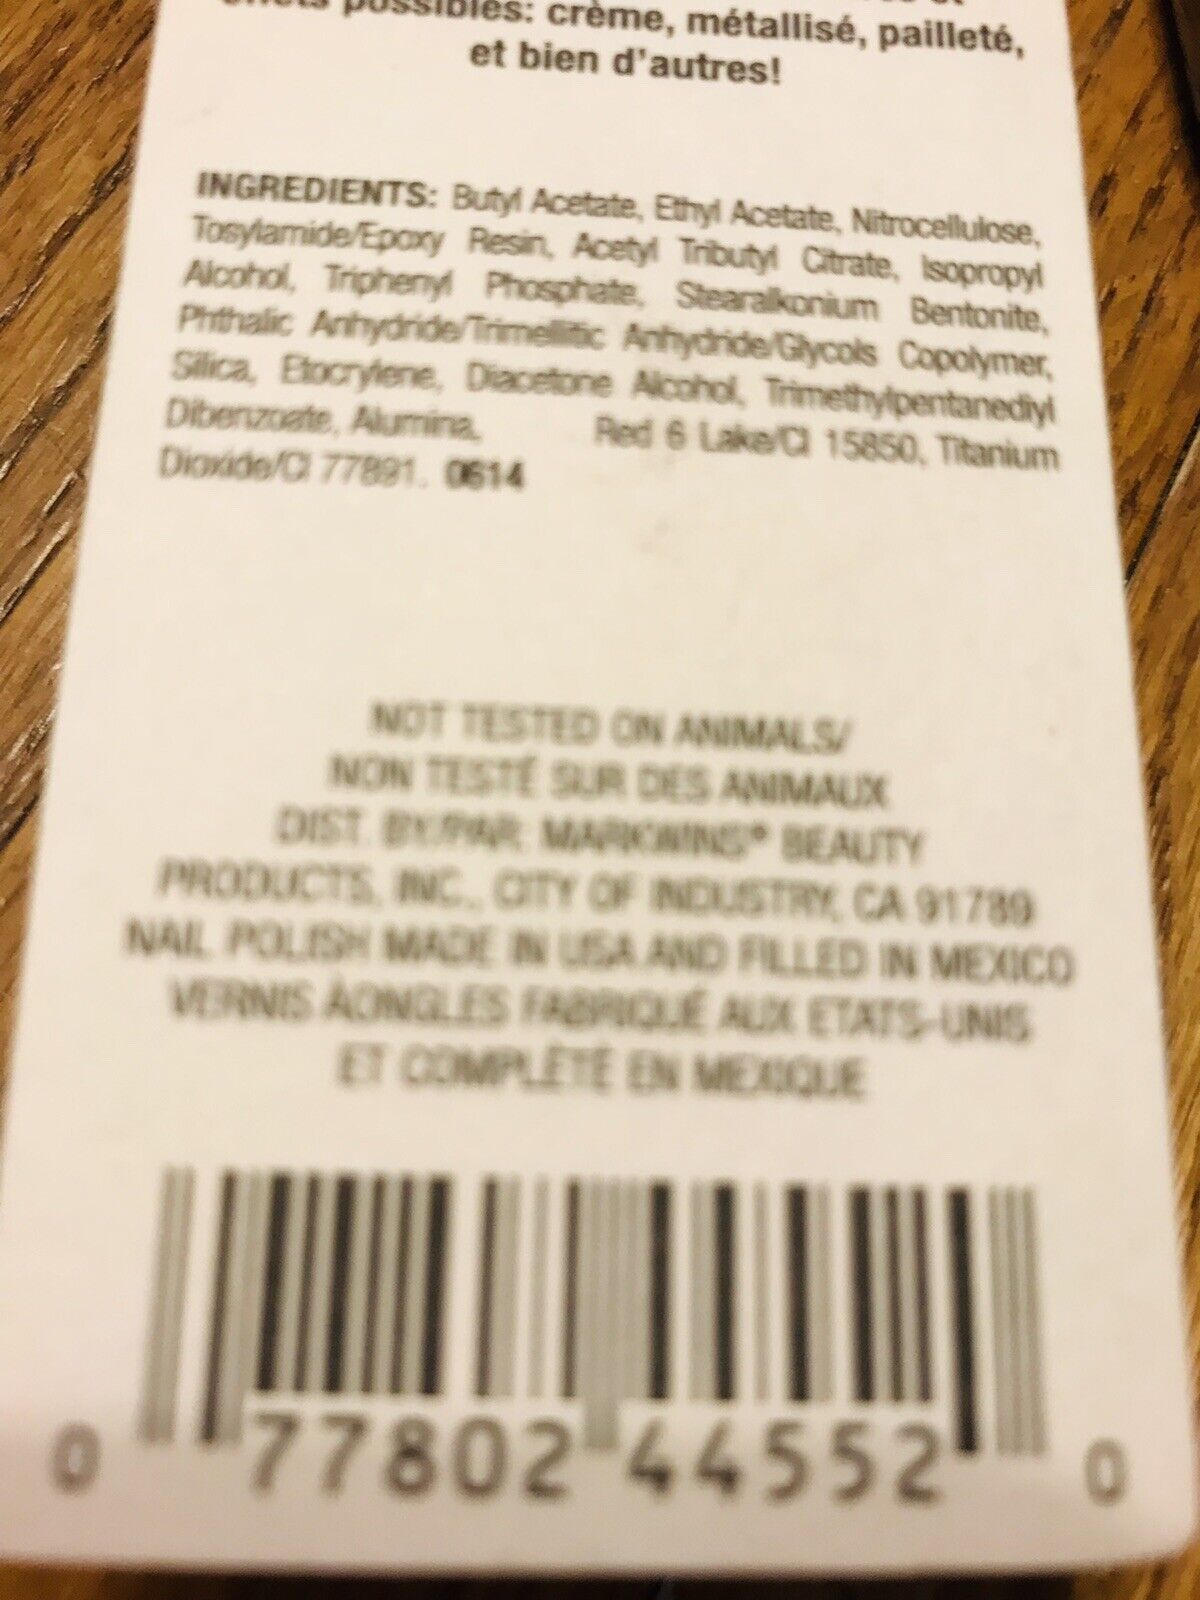 possibles: crème, métallisé, pailleté,
et bien d'autres!
INGREDIENTS: Butyl Acetate, Ethyl Acetate, Nitrocellulose,
Tosylamide/Epoxy Resin, Acetyl Tributyl Citrate, Isopropyl
Alcohol, Triphenyl Phosphate, Stearalkonium Bentonite,
Phthalic Anhydride/Trimellitic Anhydride/Glycols Copolymer,
Silica, Etocrylene, Diacetone Alcohol, Trimethylpentanediyl
Dibenzoate, Alumina, Red 6 Lake/CI 15850, Titanium
Dioxide/CI 77891. 0614
NOT TESTED ON ANIMALS/
NON TESTÉ SUR DES ANIMAUX
DIST. BY/PAR: MARKWINS® BEAUTY
PRODUCTS, INC., CITY OF INDUSTRY, CA 91789
NAIL POLISH MADE IN USA AND FILLED IN MEXICO
VERNIS ÀONGLES FABRIQUÉ AUX ETATS-UNIS
ET COMPLÈTÉ EN MEXIQUE
0 77802 44552 0